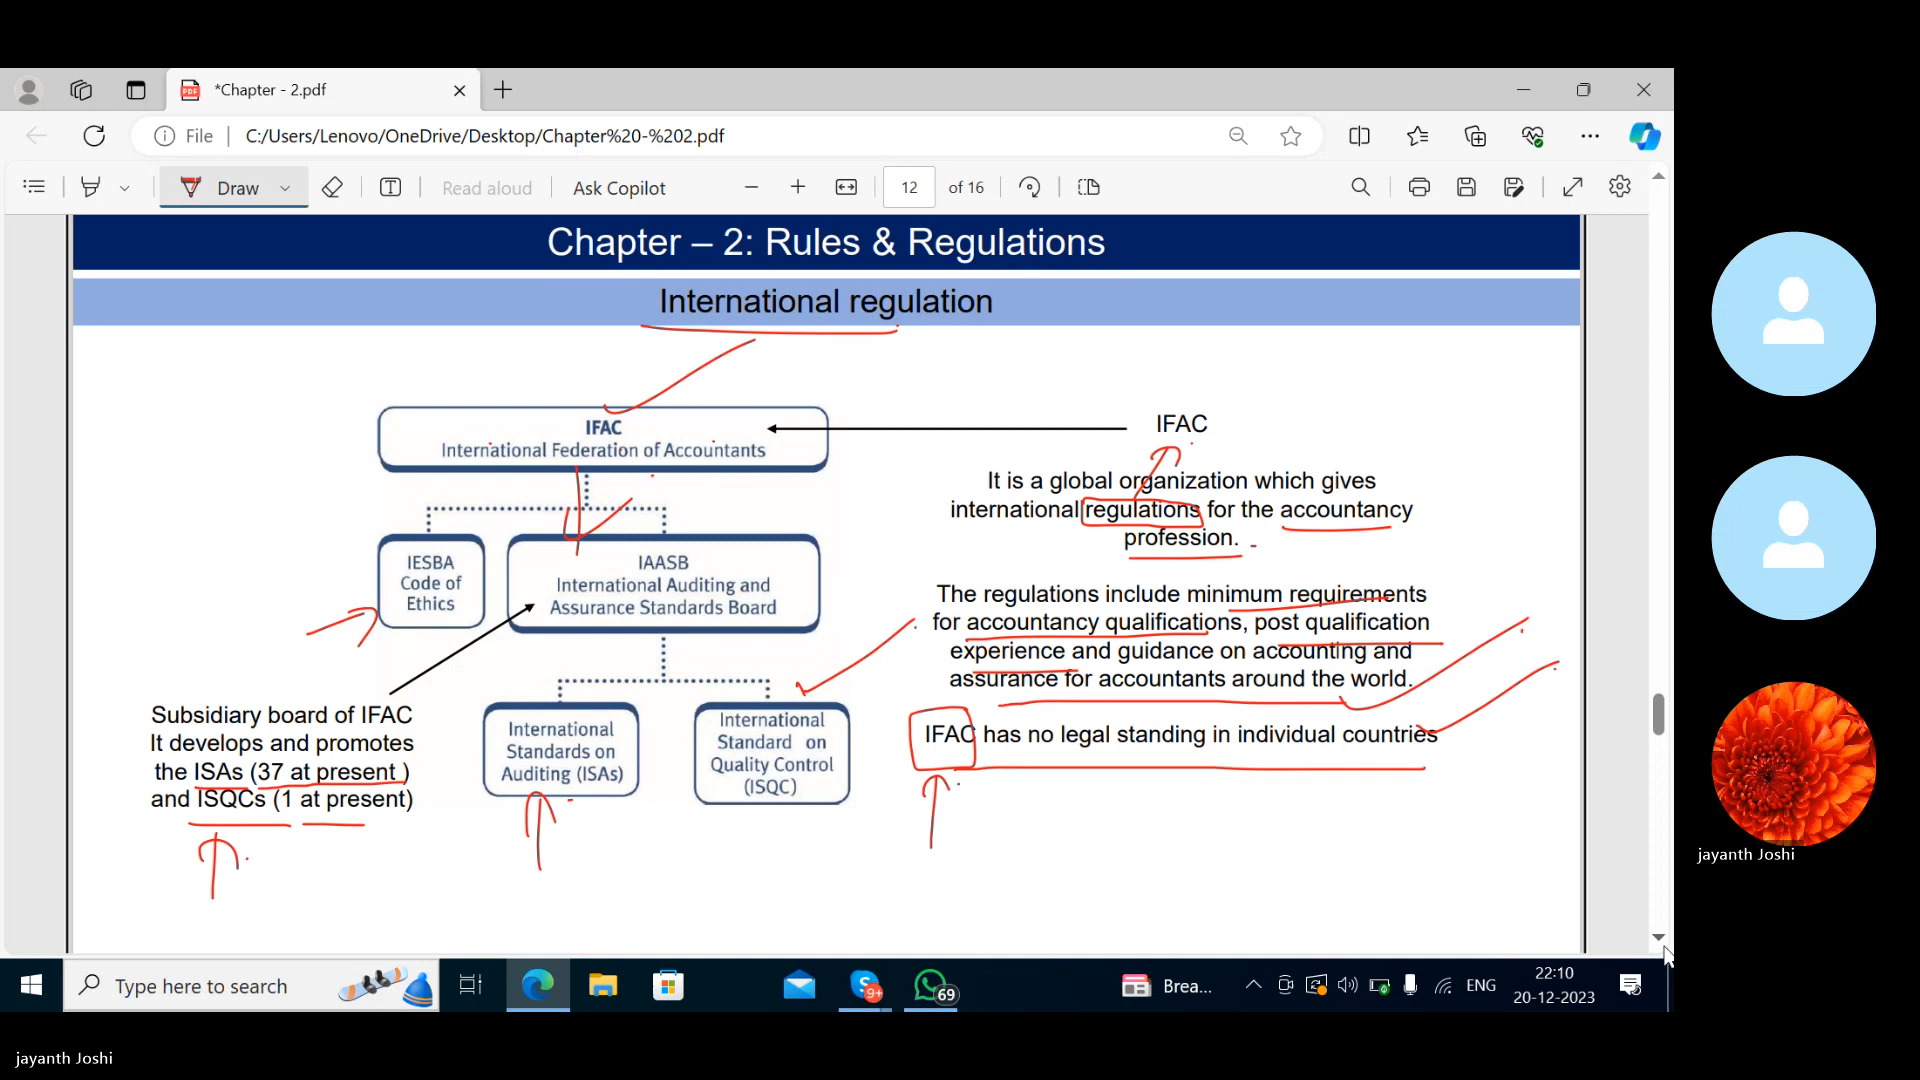 *Chapter - 2.pdf
File
C:/Users/Lenovo/OneDrive/Desktop/Chapter%20-%202.pdf
Draw
Read aloud
Ask Copilot
12
of 16
Chapter – 2: Rules & Regulations
International regulation
IFAC
International Federation of Accountants
IESBA
Code of
Ethics
IAASB
International Auditing and
Assurance Standards Board
International
Standards on
Auditing (ISAs)
International
Standard on
Quality Control
(ISQC)
Subsidiary board of IFAC
It develops and promotes
the ISAs (37 at present )
and ISQCs (1 at present)
IFAC
It is a global organization which gives
international regulations for the accountancy
profession.
The regulations include minimum requirements
for accountancy qualifications, post qualification
experience and guidance on accounting and
assurance for accountants around the world.
IFAC has no legal standing in individual countries
jayanth Joshi
Type here to search
9+
69
Brea...
ENG
22:10
20-12-2023
jayanth Joshi